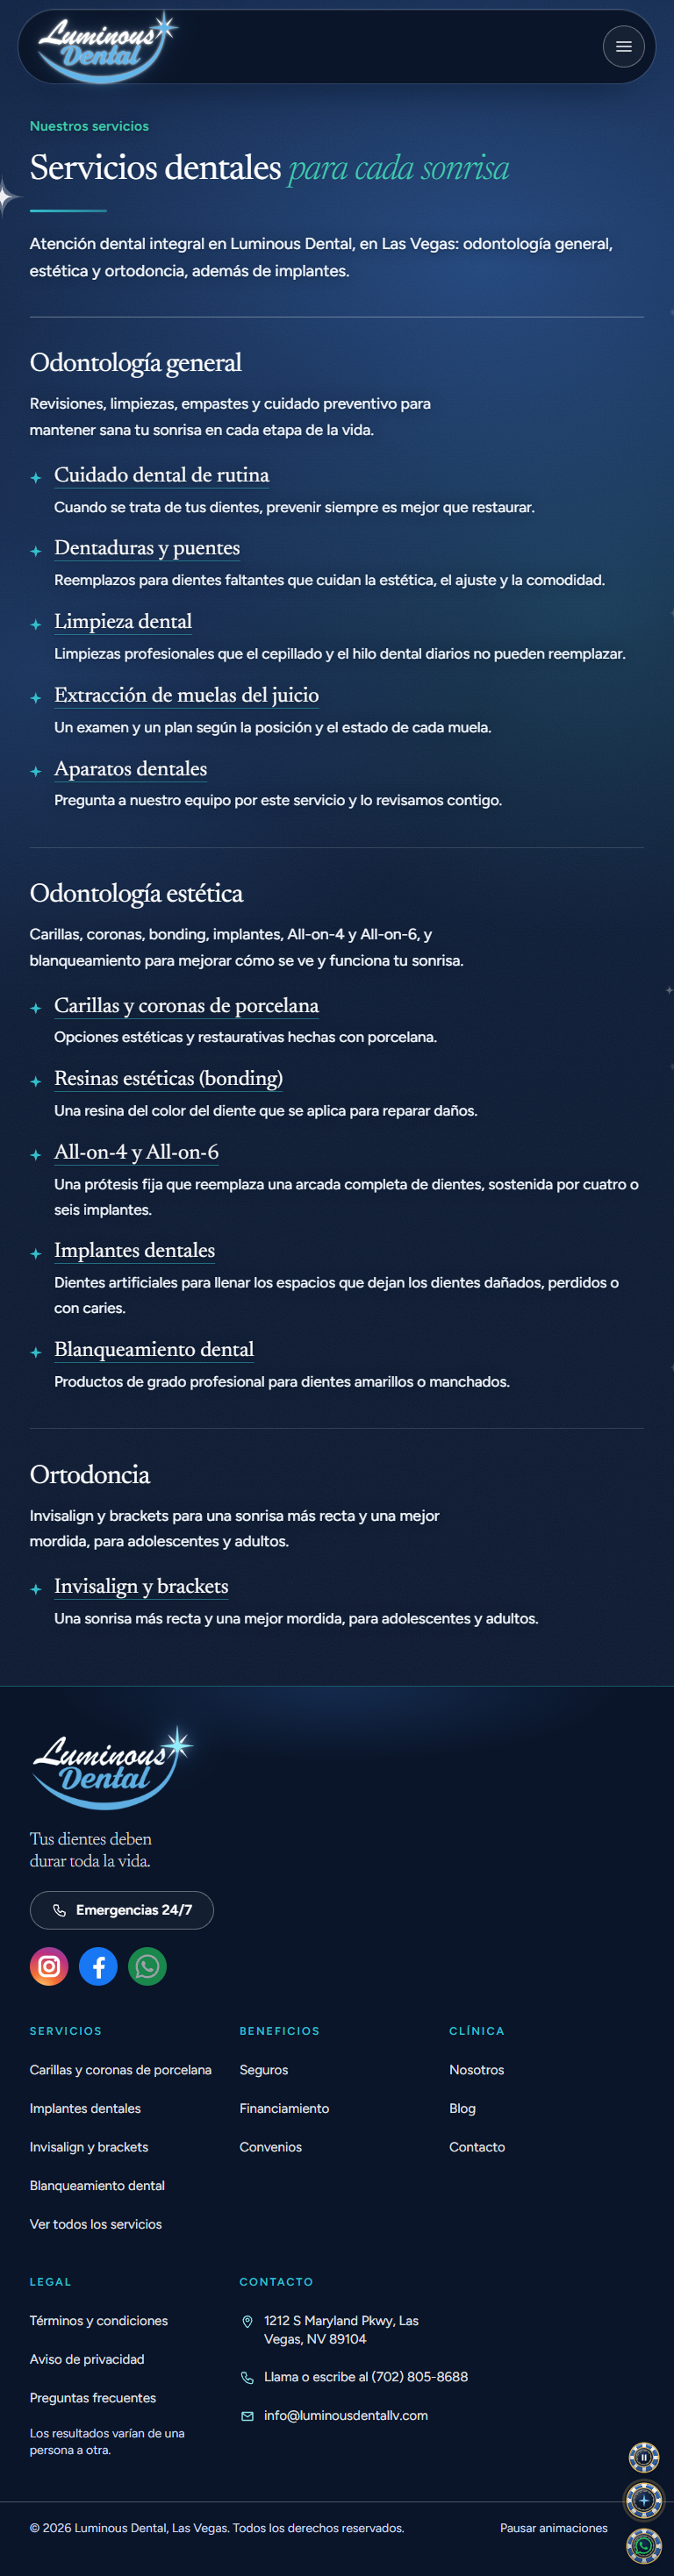 Luminous
Dental
Nuestros servicios
Servicios dentales para cada sonrisa
Atención dental integral en Luminous Dental, en Las Vegas: odontología general,
estética y ortodoncia, además de implantes.
Odontología general
Revisiones, limpiezas, empastes y cuidado preventivo para
mantener sana tu sonrisa en cada etapa de la vida.
Cuidado dental de rutina
Cuando se trata de tus dientes, prevenir siempre es mejor que restaurar.
Dentaduras y puentes
Reemplazos para dientes faltantes que cuidan la estética, el ajuste y la comodidad.
Limpieza dental
Limpiezas profesionales que el cepillado y el hilo dental diarios no pueden reemplazar.
Extracción de muelas del juicio
Un examen y un plan según la posición y el estado de cada muela.
Aparatos dentales
Pregunta a nuestro equipo por este servicio y lo revisamos contigo.
Odontología estética
Carillas, coronas, bonding, implantes, All-on-4 y All-on-6, y
blanqueamiento para mejorar cómo se ve y funciona tu sonrisa.
Carillas y coronas de porcelana
Opciones estéticas y restaurativas hechas con porcelana.
Resinas estéticas (bonding)
Una resina del color del diente que se aplica para reparar daños.
All-on-4 y All-on-6
Una prótesis fija que reemplaza una arcada completa de dientes, sostenida por cuatro o
seis implantes.
Implantes dentales
Dientes artificiales para llenar los espacios que dejan los dientes dañados, perdidos o
con caries.
Blanqueamiento dental
Productos de grado profesional para dientes amarillos o manchados.
Ortodoncia
Invisalign y brackets para una sonrisa más recta y una mejor
mordida, para adolescentes y adultos.
Invisalign y brackets
Una sonrisa más recta y una mejor mordida, para adolescentes y adultos.
Luminous
Dental
Tus dientes deben
durar toda la vida.
Emergencias 24/7
SERVICIOS
Carillas y coronas de porcelana
Implantes dentales
Invisalign y brackets
Blanqueamiento dental
Ver todos los servicios
BENEFICIOS
Seguros
Financiamiento
Convenios
CLÍNICA
Nosotros
Blog
Contacto
LEGAL
Términos y condiciones
Aviso de privacidad
Preguntas frecuentes
Los resultados varían de una
persona a otra.
CONTACTO
1212 S Maryland Pkwy, Las
Vegas, NV 89104
Llama o escribe al (702) 805-8688
info@luminousdentallv.com
© 2026 Luminous Dental, Las Vegas. Todos los derechos reservados.
Pausar animaciones